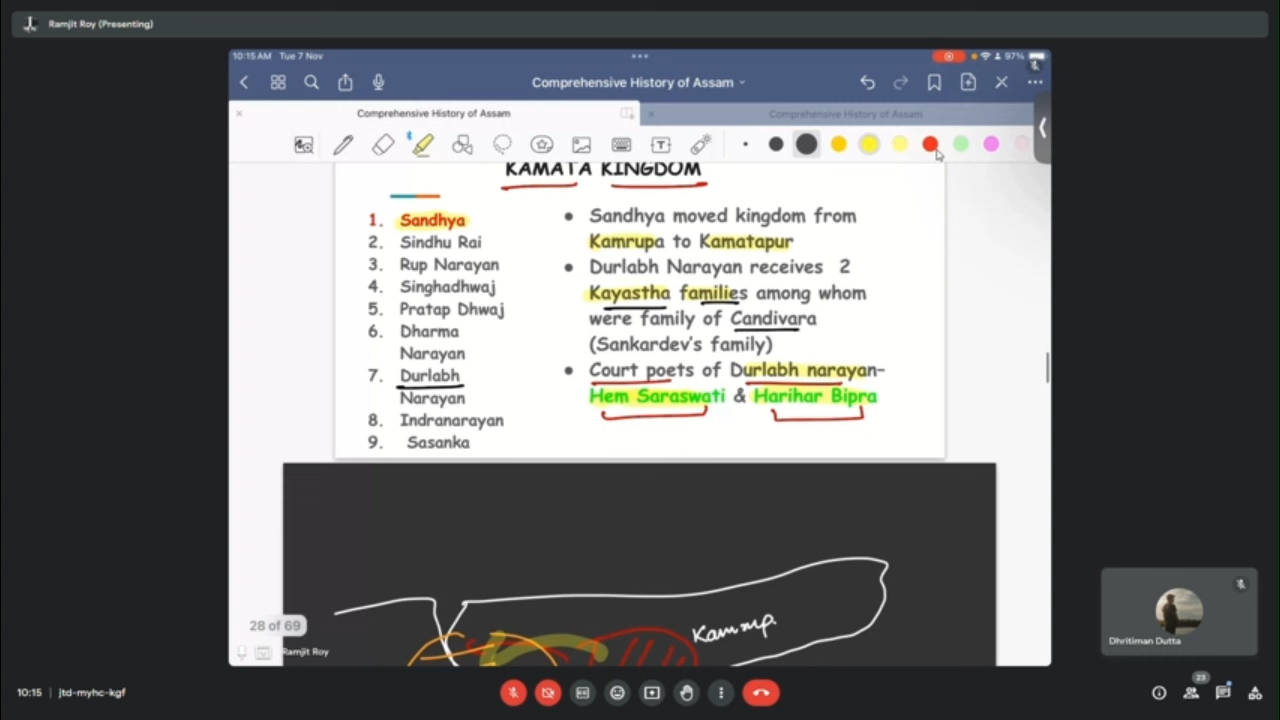 Ramjit Roy (Presenting)
10:15 AM Tue 7 Nov
97%
Comprehensive History of Assam
Comprehensive History of Assam
Comprehensive History of Assam
KAMATA KINGDOM
1. Sandhya
2. Sindhu Rai
3. Rup Narayan
4. Singhadhwaj
5. Pratap Dhwaj
6. Dharma
Narayan
7. Durlabh
Narayan
8. Indranarayan
9. Sasanka
• Sandhya moved kingdom from
Kamrupa to Kamatapur
• Durlabh Narayan receives 2
Kayastha families among whom
were family of Candivara
(Sankardev's family)
• Court poets of Durlabh narayan-
Hem Saraswati & Harihar Bipra
Kamrup.
28 of 69
Ramjit Roy
Dhritiman Dutta
10:15 | jtd-myhc-kgf
23